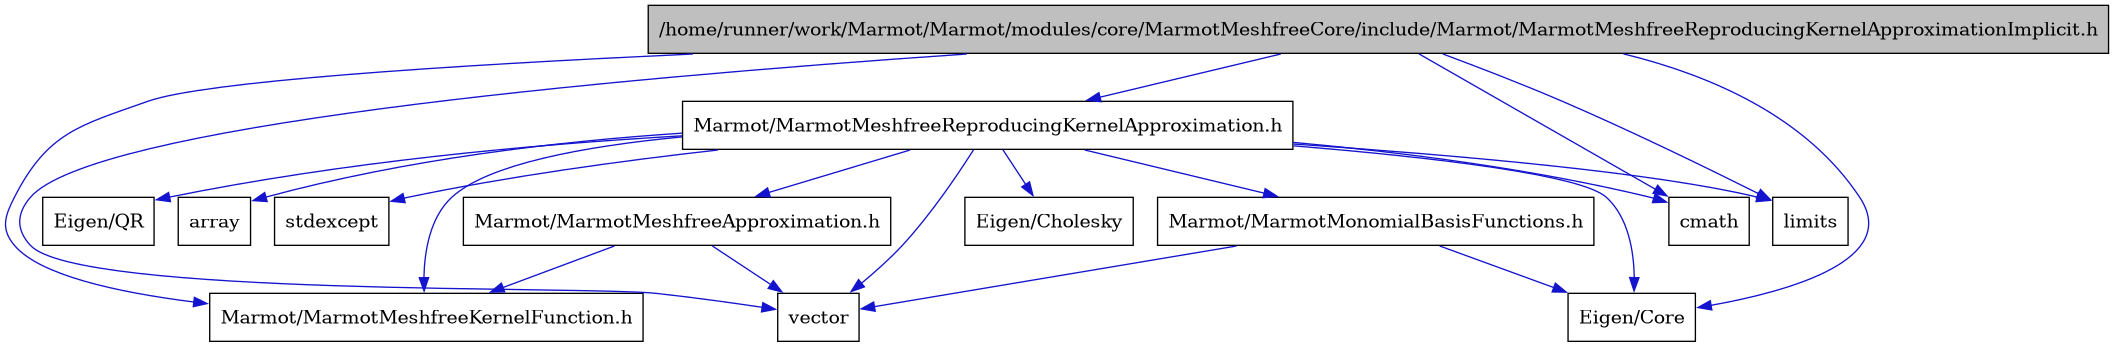 /home/runner/work/Marmot/Marmot/modules/core/MarmotMeshfreeCore/include/Marmot/MarmotMeshfreeReproducingKernelApproximationImplicit.h
Marmot/MarmotMeshfreeReproducingKernelApproximation.h
Eigen/QR
array
stdexcept
Marmot/MarmotMeshfreeApproximation.h
Eigen/Cholesky
Marmot/MarmotMonomialBasisFunctions.h
cmath
limits
Marmot/MarmotMeshfreeKernelFunction.h
vector
Eigen/Core